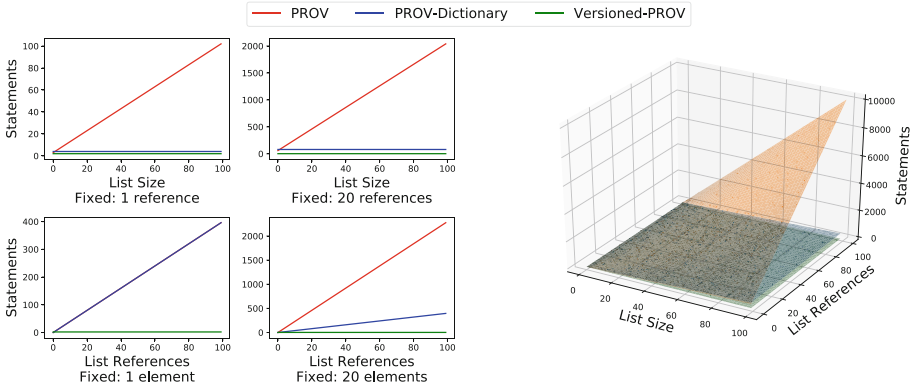 PROV PROV-Dictionary Versioned-PROV
100
80
60
40
20
0
Statements
0 20 40 60 80 100
List Size
Fixed: 1 reference
2000
1500
1000
500
0
0 20 40 60 80 100
List Size
Fixed: 20 references
400
300
200
100
0
Statements
0 20 40 60 80 100
List References
Fixed: 1 element
2000
1500
1000
500
0
0 20 40 60 80 100
List References
Fixed: 20 elements
10000
8000
6000
4000
2000
0
Statements
0 20 40 60 80 100
List Size
0 20 40 60 80 100
List References